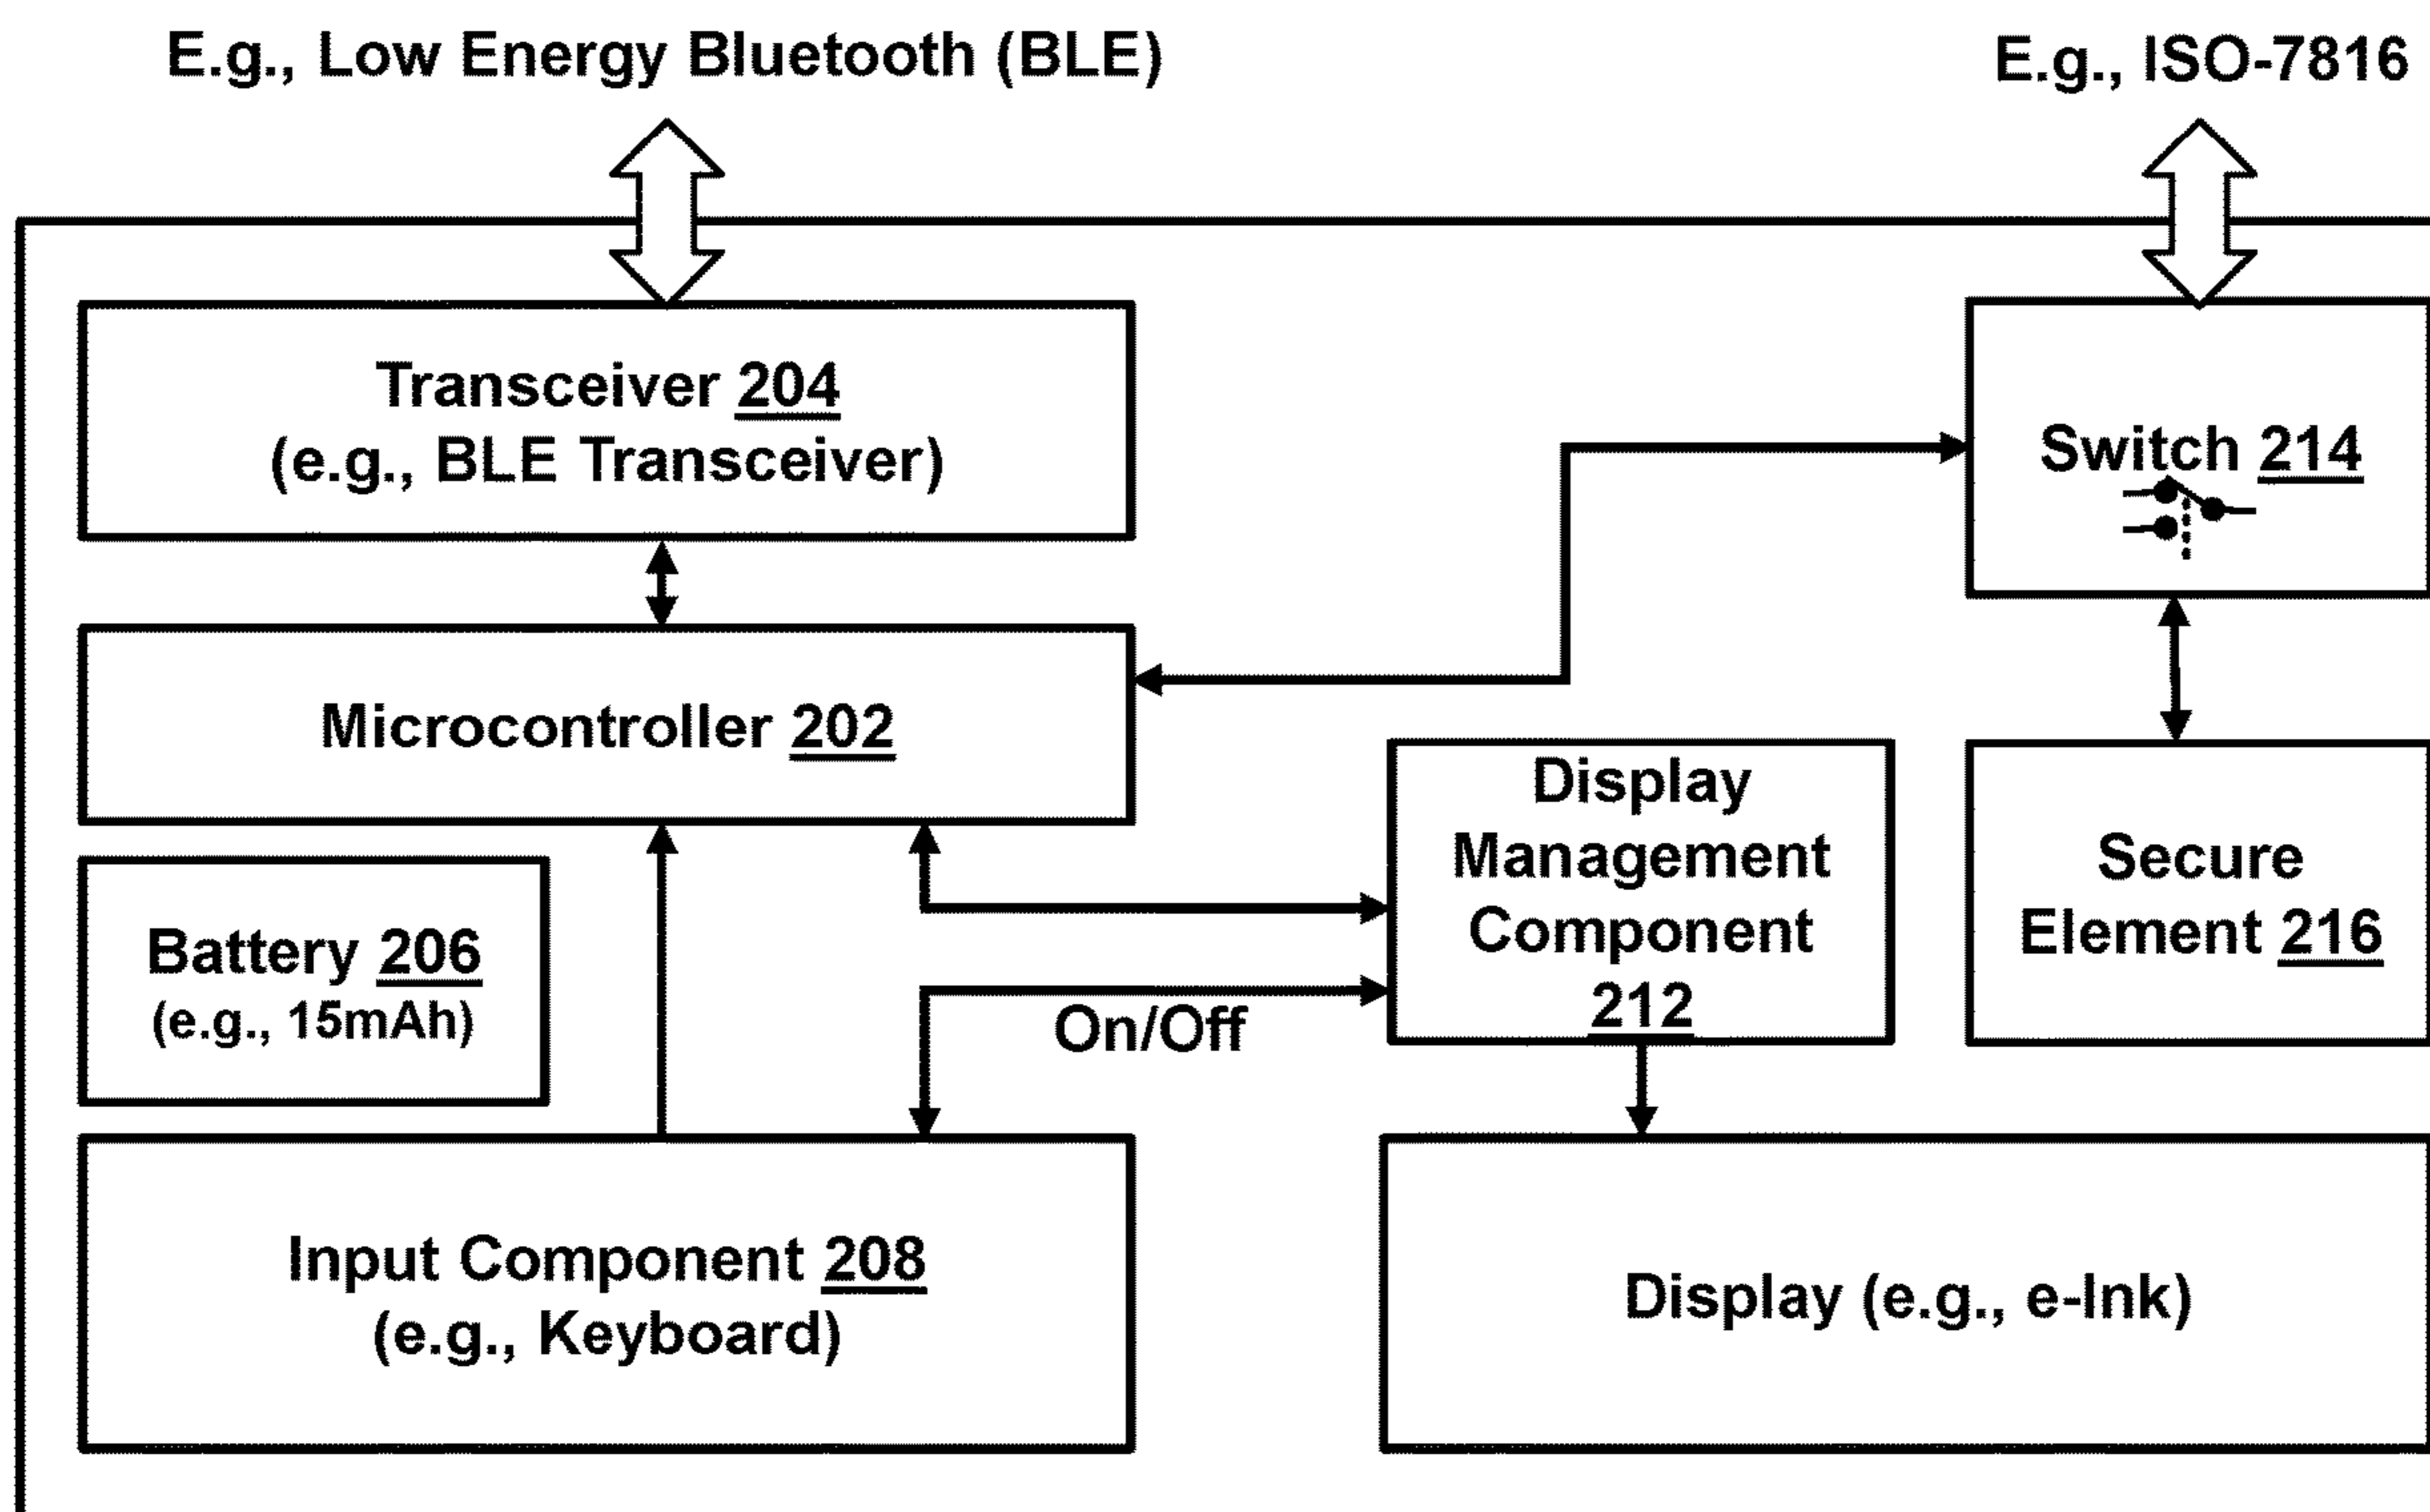 E.g., Low Energy Bluetooth (BLE)
E.g., ISO-7816
Transceiver 204
(e.g., BLE Transceiver)
Switch 214
Microcontroller 202
Display
Management
Component
212
Secure
Element 216
Battery 206
(e.g., 15mAh)
On/Off
Input Component 208
(e.g., Keyboard)
Display (e.g., e-Ink)